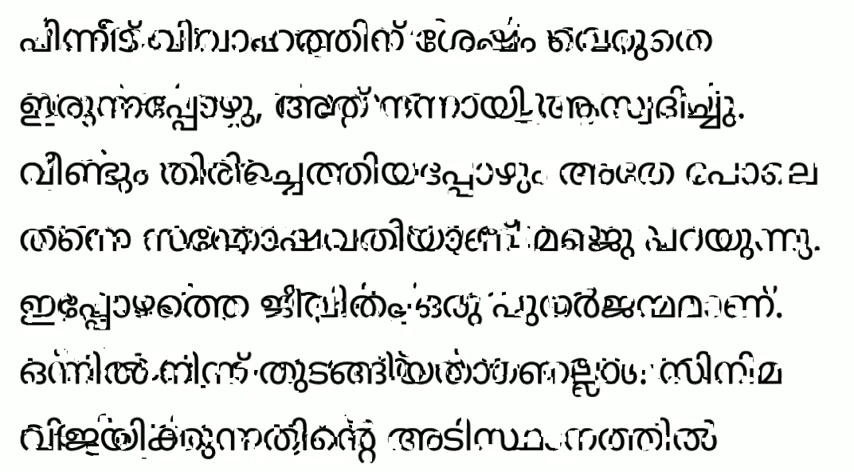 പിന്നീട് വിവാഹത്തിന് ശേഷം വെറുതെ
ഇരുന്നപ്പോഴും, അത് നന്നായി ആസ്വദിച്ചു.
വീണ്ടും തിരിച്ചെത്തിയപ്പോഴും അതേ പോലെ
തന്നെ സന്തോഷവതിയാണ് മഞ്ജു പറയുന്നു.
ഇപ്പോഴത്തെ ജീവിതം ഒരു പുനർജന്മമാണ്.
ഒന്നിൽ നിന്ന് തുടങ്ങിയതാണല്ലോ. സിനിമ
വിജയിക്കുന്നതിന്റെ അടിസ്ഥാനത്തിൽ